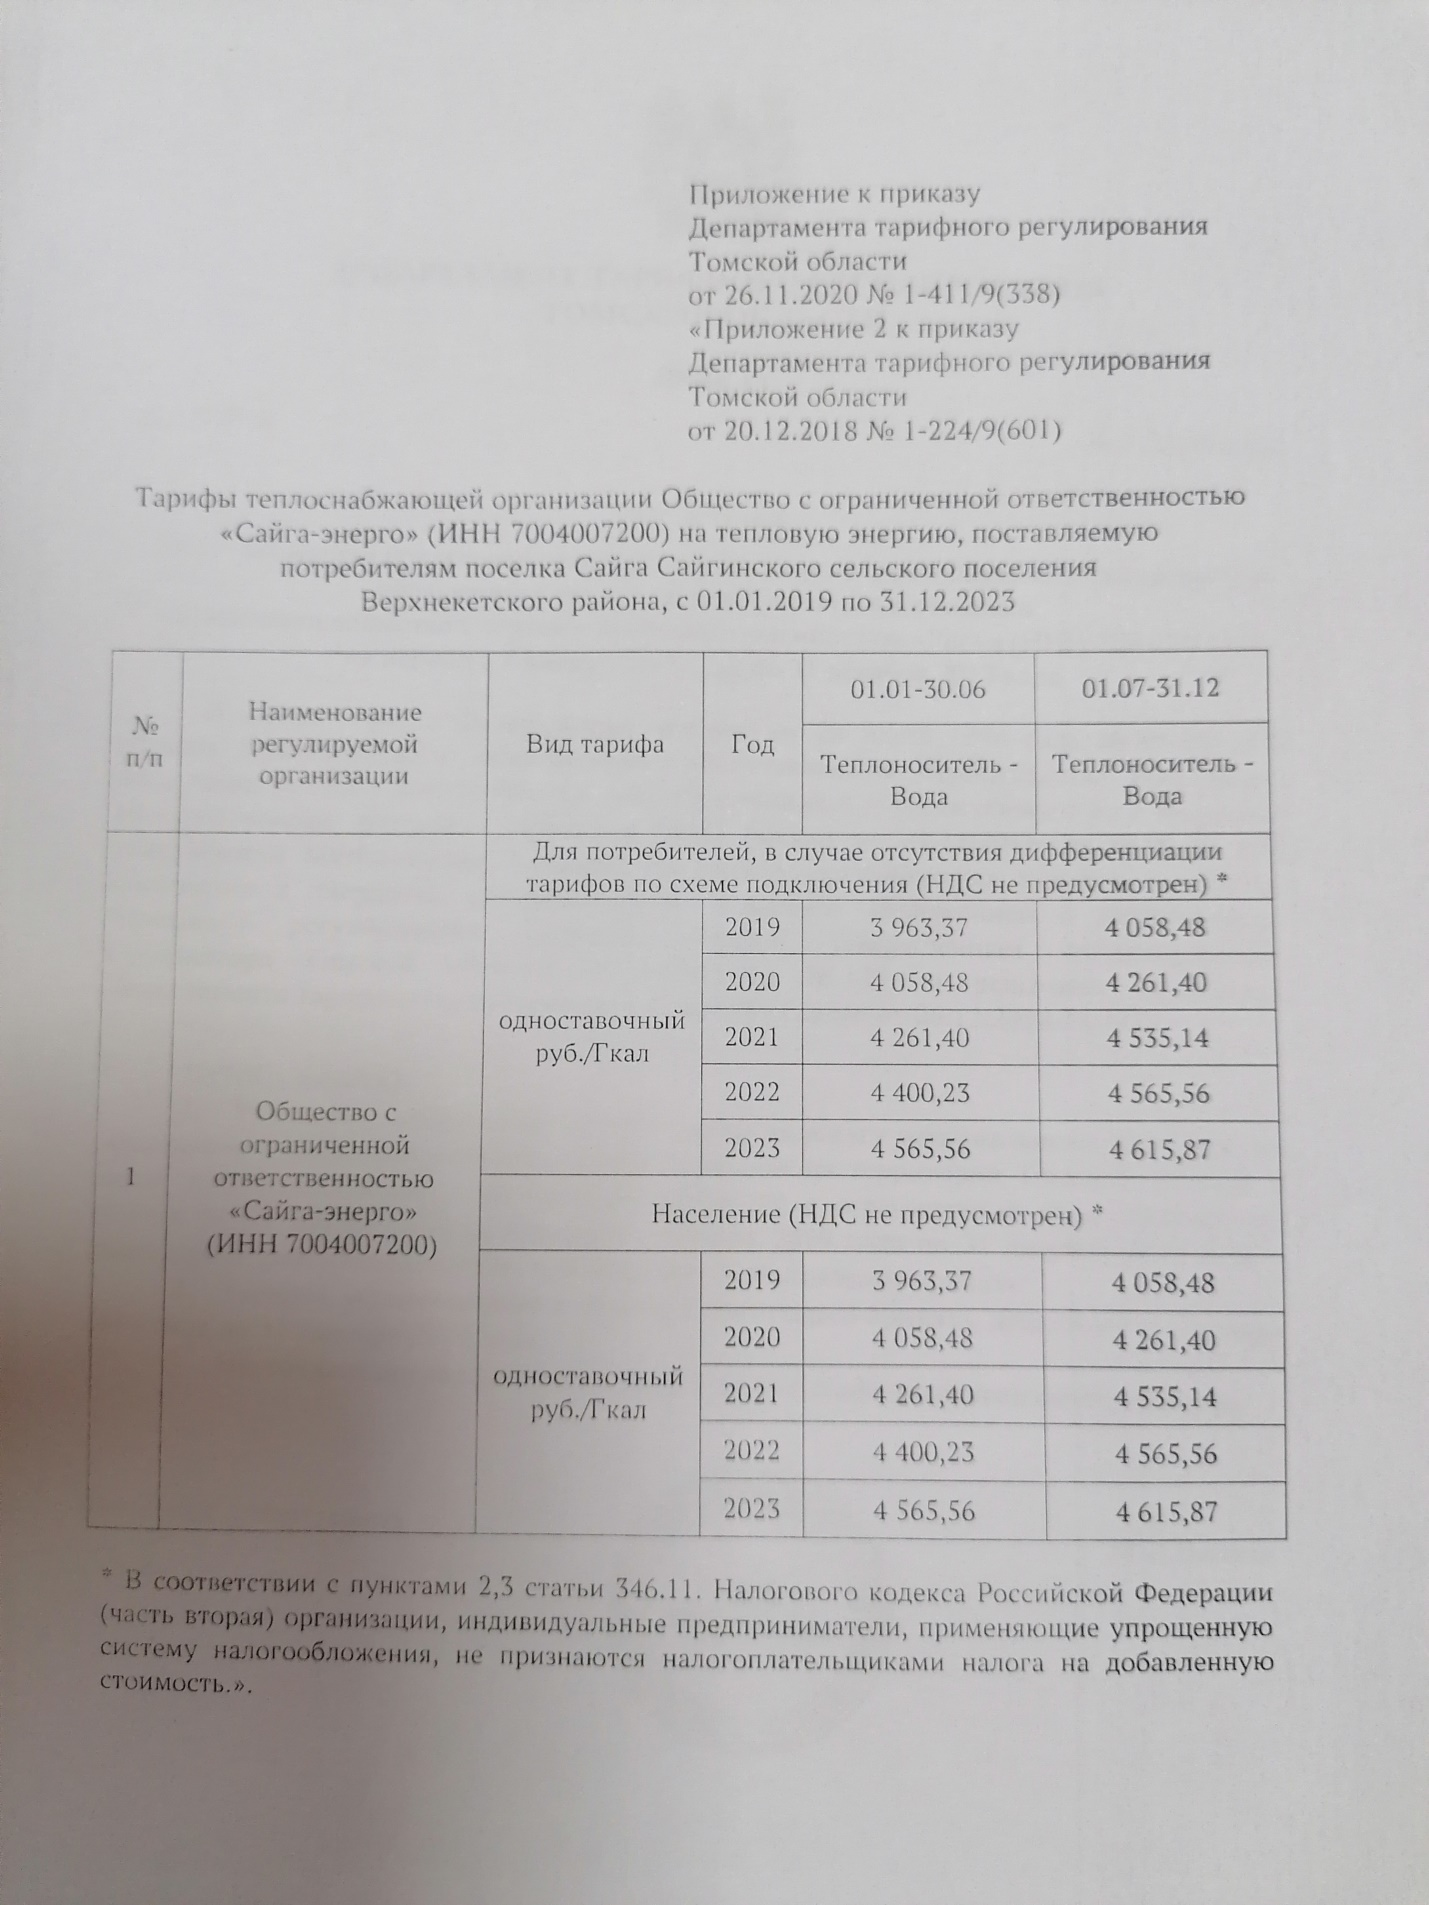 Приложение к приказу
Департамента тарифного регулирования
Томской области
от 26.11.2020 № 1-411/9(338)
«Приложение 2 к приказу
Департамента тарифного регулирования
Томской области
от 20.12.2018 № 1-224/9(601)
Тарифы теплоснабжающей организации Общество с ограниченной ответственностью
«Сайга-энерго» (ИНН 7004007200) на тепловую энергию, поставляемую
потребителям поселка Сайга Сайгинского сельского поселения
Верхнекетского района, с 01.01.2019 по 31.12.2023
№
п/п
Наименование
регулируемой
организации
Вид тарифа
Год
01.01-30.06
01.07-31.12
Теплоноситель -
Вода
Теплоноситель -
Вода
1
Общество с
ограниченной
ответственностью
«Сайга-энерго»
(ИНН 7004007200)
Для потребителей, в случае отсутствия дифференциации
тарифов по схеме подключения (НДС не предусмотрен) *
одноставочный
руб./Гкал
2019 3 963,37 4 058,48
2020 4 058,48 4 261,40
2021 4 261,40 4 535,14
2022 4 400,23 4 565,56
2023 4 565,56 4 615,87
Население (НДС не предусмотрен) *
одноставочный
руб./Гкал
2019 3 963,37 4 058,48
2020 4 058,48 4 261,40
2021 4 261,40 4 535,14
2022 4 400,23 4 565,56
2023 4 565,56 4 615,87
* В соответствии с пунктами 2,3 статьи 346.11. Налогового кодекса Российской Федерации
(часть вторая) организации, индивидуальные предприниматели, применяющие упрощенную
систему налогообложения, не признаются налогоплательщиками налога на добавленную
стоимость.».